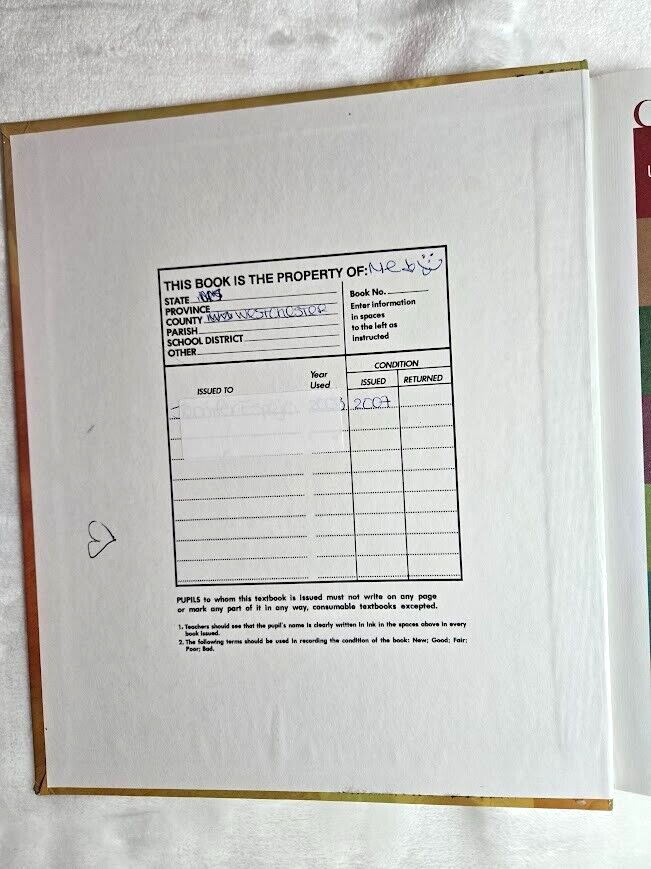 THIS BOOK IS THE PROPERTY OF: Neb
STATE
PROVINCE
COUNTY Westchester
PARISH
SCHOOL DISTRICT
OTHER
Book No.
Enter information
in spaces
to the left as
instructed
ISSUED TO
Year
Used
CONDITION
ISSUED
RETURNED
2007
PUPILS to whom this textbook is issued must not write on any page
or mark any part of it in any way, consumable textbooks excepted.
1. Teachers should see that the pupil's name is clearly written in ink in the spaces above in every
book issued.
2. The following terms should be used in recording the condition of the book: New; Good; Fair;
Poor; Bad.